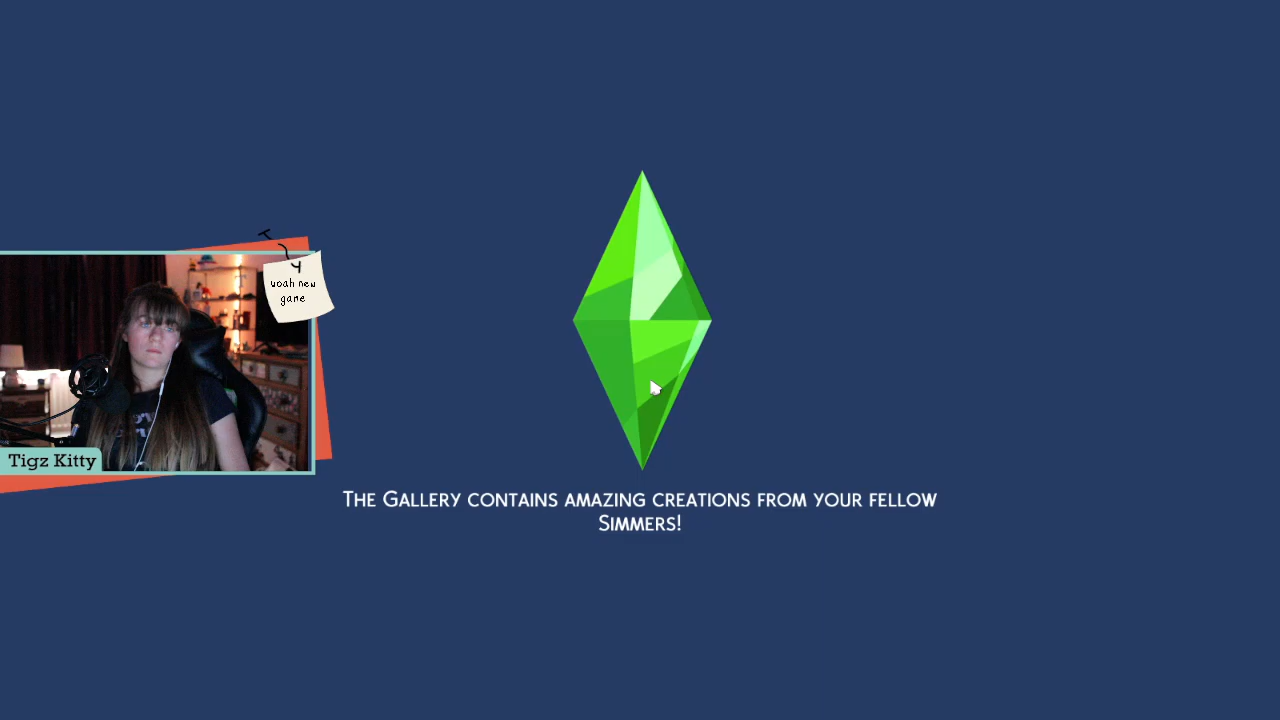 woah new
game
Tigz Kitty
The Gallery contains amazing creations from your fellow
Simmers!